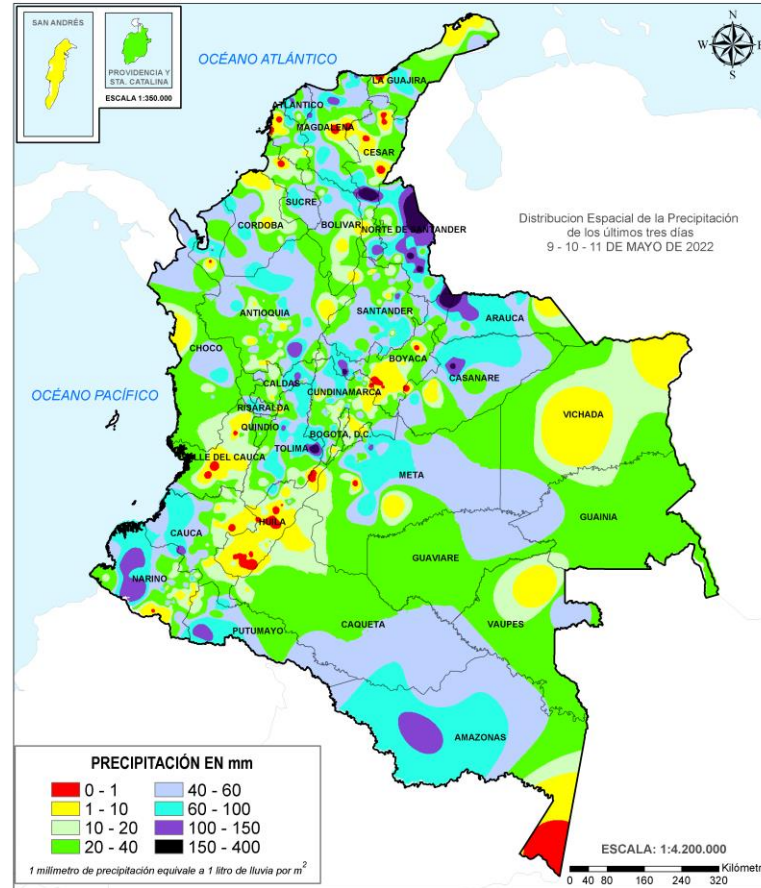 SAN ANDRÉS
PROVIDENCIA Y
STA. CATALINA
ESCALA 1:350.000
OCÉANO ATLÁNTICO
N
W
E
S
LA GUAJIRA
ATLÁNTICO
MAGDALENA
CESAR
SUCRE
CORDOBA
BOLIVAR
NORTE DE SANTANDER
Distribucion Espacial de la Precipitación
de los últimos tres días
9 - 10 - 11 DE MAYO DE 2022
ANTIOQUIA
SANTANDER
ARAUCA
CHOCO
BOYACA
CASANARE
OCÉANO PACÍFICO
CALDAS
CUNDINAMARCA
RISARALDA
VICHADA
QUINDIO
BOGOTA, D.C.
TOLIMA
VALLE DEL CAUCA
META
GUAINIA
CAUCA
HUILA
GUAVIARE
NARINO
VAUPES
PUTUMAYO
CAQUETA
AMAZONAS
PRECIPITACIÓN EN mm
0 - 1
40 - 60
1 - 10
60 - 100
10 - 20
100 - 150
20 - 40
150 - 400
1 milímetro de precipitación equivale a 1 litro de lluvia por m²
ESCALA: 1:4.200.000
Kilómet
0 40 80 160 240 320